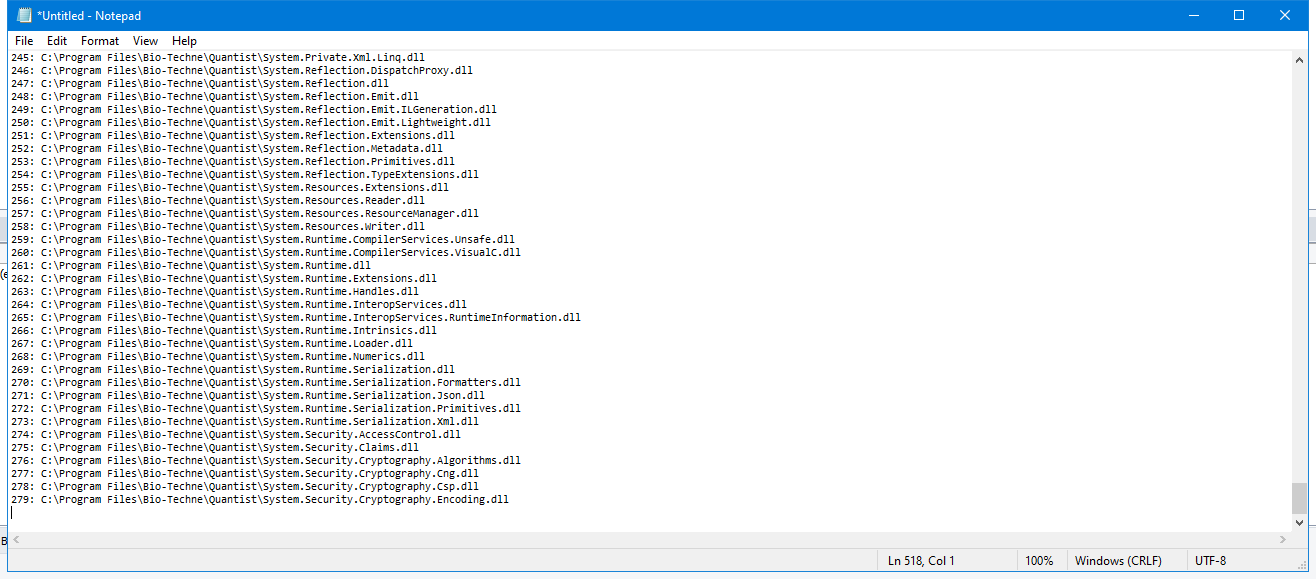 *Untitled - Notepad
File Edit Format View Help
245: C:\Program Files\Bio-Techne\Quantist\System.Private.Xml.Linq.dll
246: C:\Program Files\Bio-Techne\Quantist\System.Reflection.DispatchProxy.dll
247: C:\Program Files\Bio-Techne\Quantist\System.Reflection.dll
248: C:\Program Files\Bio-Techne\Quantist\System.Reflection.Emit.dll
249: C:\Program Files\Bio-Techne\Quantist\System.Reflection.Emit.ILGeneration.dll
250: C:\Program Files\Bio-Techne\Quantist\System.Reflection.Emit.Lightweight.dll
251: C:\Program Files\Bio-Techne\Quantist\System.Reflection.Extensions.dll
252: C:\Program Files\Bio-Techne\Quantist\System.Reflection.Metadata.dll
253: C:\Program Files\Bio-Techne\Quantist\System.Reflection.Primitives.dll
254: C:\Program Files\Bio-Techne\Quantist\System.Reflection.TypeExtensions.dll
255: C:\Program Files\Bio-Techne\Quantist\System.Resources.Extensions.dll
256: C:\Program Files\Bio-Techne\Quantist\System.Resources.Reader.dll
257: C:\Program Files\Bio-Techne\Quantist\System.Resources.ResourceManager.dll
258: C:\Program Files\Bio-Techne\Quantist\System.Resources.Writer.dll
259: C:\Program Files\Bio-Techne\Quantist\System.Runtime.CompilerServices.Unsafe.dll
260: C:\Program Files\Bio-Techne\Quantist\System.Runtime.CompilerServices.VisualC.dll
261: C:\Program Files\Bio-Techne\Quantist\System.Runtime.dll
262: C:\Program Files\Bio-Techne\Quantist\System.Runtime.Extensions.dll
263: C:\Program Files\Bio-Techne\Quantist\System.Runtime.Handles.dll
264: C:\Program Files\Bio-Techne\Quantist\System.Runtime.InteropServices.dll
265: C:\Program Files\Bio-Techne\Quantist\System.Runtime.InteropServices.RuntimeInformation.dll
266: C:\Program Files\Bio-Techne\Quantist\System.Runtime.Intrinsics.dll
267: C:\Program Files\Bio-Techne\Quantist\System.Runtime.Loader.dll
268: C:\Program Files\Bio-Techne\Quantist\System.Runtime.Numerics.dll
269: C:\Program Files\Bio-Techne\Quantist\System.Runtime.Serialization.dll
270: C:\Program Files\Bio-Techne\Quantist\System.Runtime.Serialization.Formatters.dll
271: C:\Program Files\Bio-Techne\Quantist\System.Runtime.Serialization.Json.dll
272: C:\Program Files\Bio-Techne\Quantist\System.Runtime.Serialization.Primitives.dll
273: C:\Program Files\Bio-Techne\Quantist\System.Runtime.Serialization.Xml.dll
274: C:\Program Files\Bio-Techne\Quantist\System.Security.AccessControl.dll
275: C:\Program Files\Bio-Techne\Quantist\System.Security.Claims.dll
276: C:\Program Files\Bio-Techne\Quantist\System.Security.Cryptography.Algorithms.dll
277: C:\Program Files\Bio-Techne\Quantist\System.Security.Cryptography.Cng.dll
278: C:\Program Files\Bio-Techne\Quantist\System.Security.Cryptography.Csp.dll
279: C:\Program Files\Bio-Techne\Quantist\System.Security.Cryptography.Encoding.dll
Ln 518, Col 1 100% Windows (CRLF) UTF-8